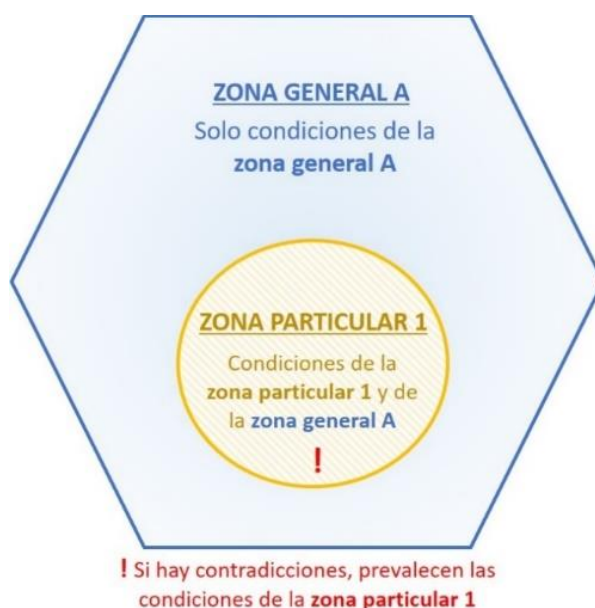 ZONA GENERAL A
Solo condiciones de la
zona general A
ZONA PARTICULAR 1
Condiciones de la
zona particular 1 y de
la zona general A
!
! Si hay contradicciones, prevalecen las
condiciones de la zona particular 1